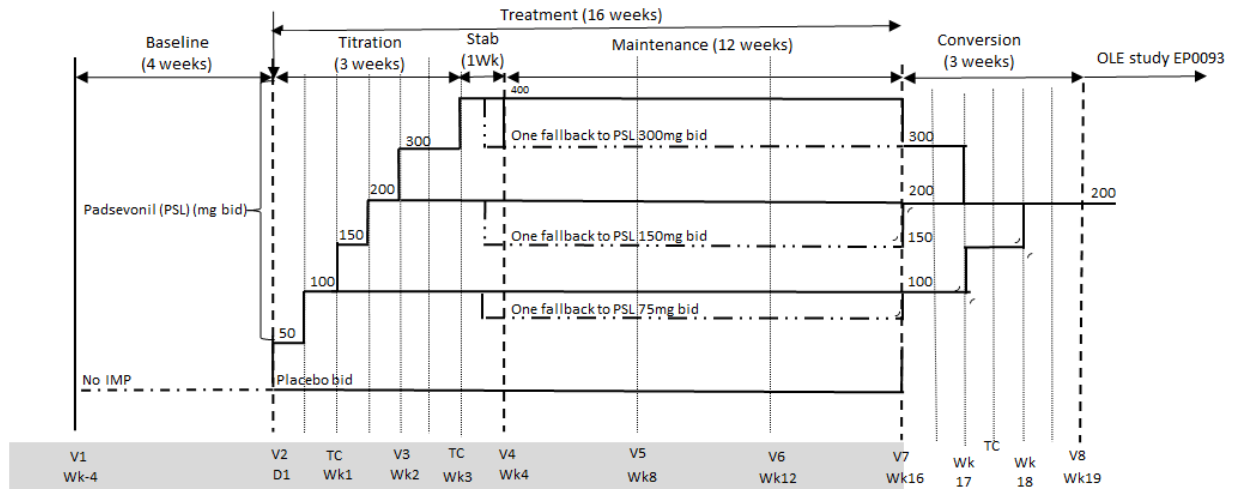 Treatment (16 weeks)
Baseline
(4 weeks)
Titration
(3 weeks)
Stab
(1Wk)
Maintenance (12 weeks)
Conversion
(3 weeks)
OLE study EP0093
400
One fallback to PSL 300mg bid
300
300
200
200
200
Padsevonil (PSL) (mg bid)
One fallback to PSL 150mg bid
150
150
100
100
One fallback to PSL 75mg bid
50
No IMP
Placebo bid
V1
Wk-4
V2
D1
TC
Wk1
V3
Wk2
TC
Wk3
V4
Wk4
V5
Wk8
V6
Wk12
V7
Wk16
Wk
17
TC
Wk
18
V8
Wk19